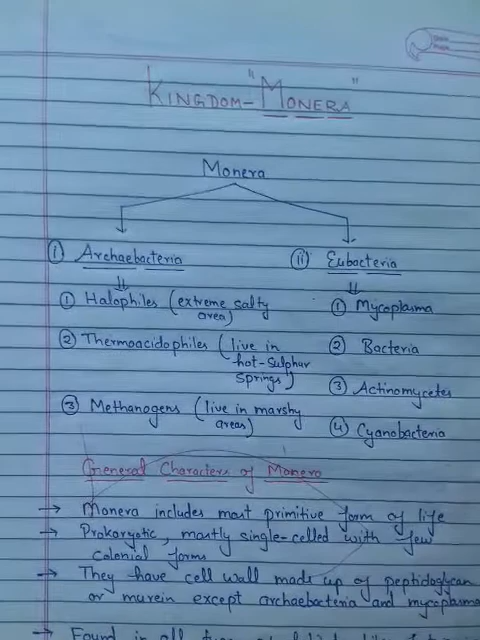 KINGDOM - "MONERA"
Monera
(i) Archaebacteria
(ii) Eubacteria
① Halophiles (extreme salty
area)
② Thermoacidophiles (live in
hot-Sulphur
Springs)
③ Methanogens (live in marshy
areas)
① Mycoplasma
② Bacteria
③ Actinomycetes
④ Cyanobacteria
General Characters of Monera
→ Monera includes most primitive form of life
→ Prokaryotic, mostly single-celled with few
colonial forms
→ They have cell wall made up of peptidoglycan
or murein except archaebacteria and mycoplasma
→ Found in all